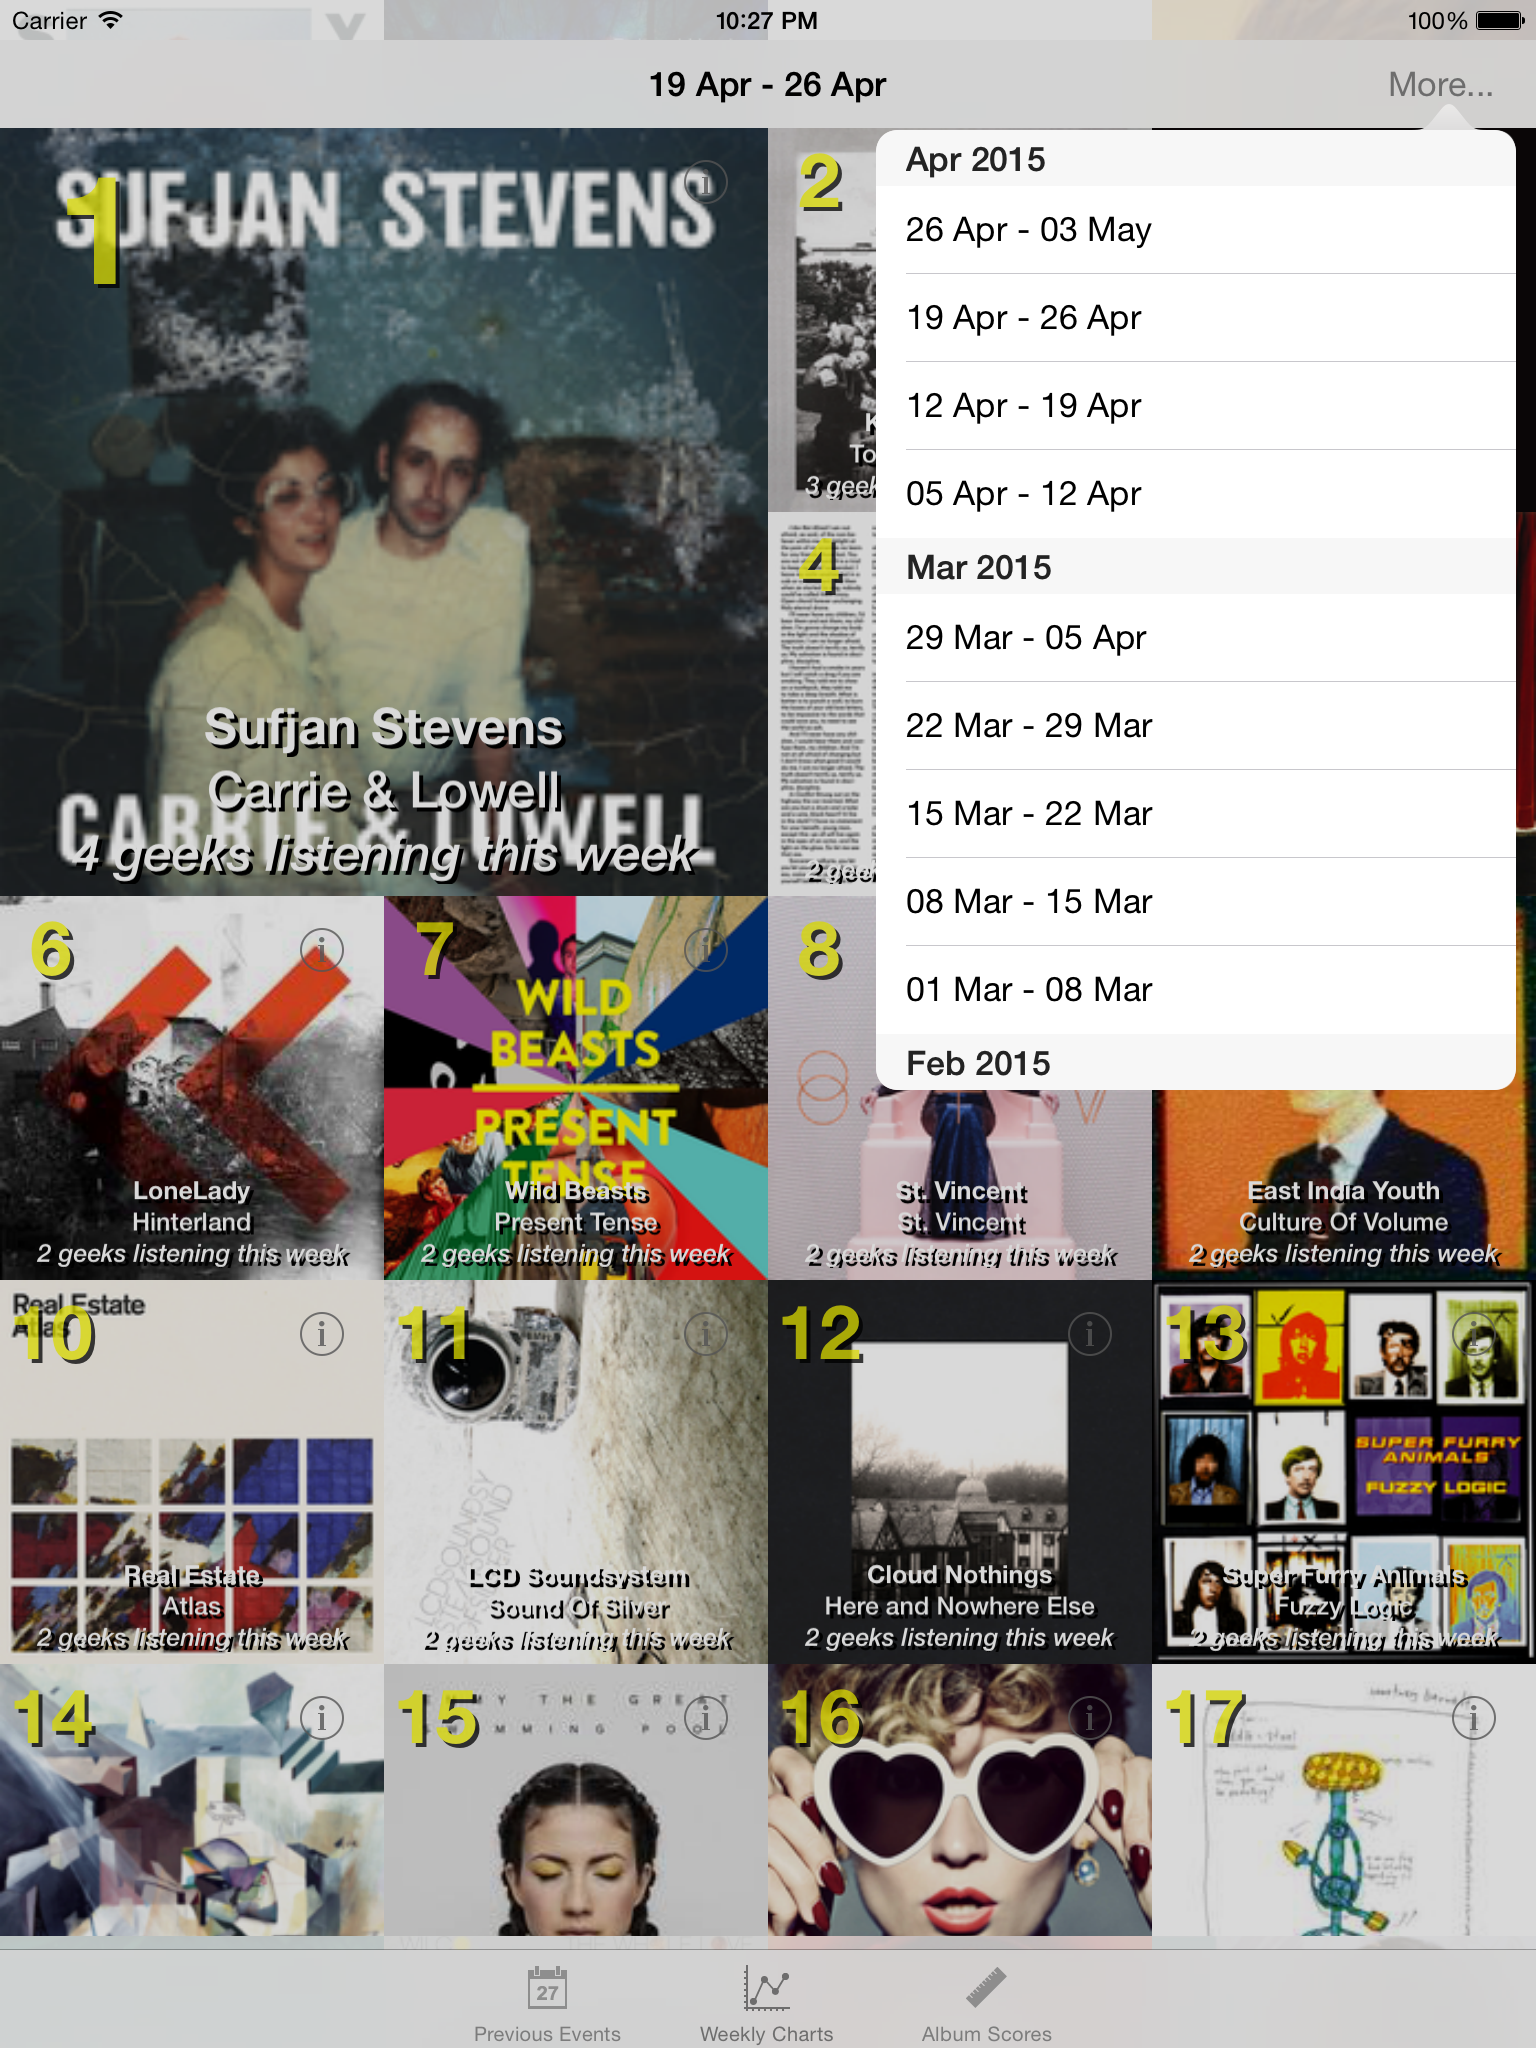 Carrier
10:27 PM
100%
19 Apr - 26 Apr
More...
1
SUFJAN STEVENS
Sufjan Stevens
Carrie & Lowell
CARRIE & LOWELL
4 geeks listening this week
2
3 geek
4
2 geek
Apr 2015
26 Apr - 03 May
19 Apr - 26 Apr
12 Apr - 19 Apr
05 Apr - 12 Apr
Mar 2015
29 Mar - 05 Apr
22 Mar - 29 Mar
15 Mar - 22 Mar
08 Mar - 15 Mar
01 Mar - 08 Mar
Feb 2015
6
LoneLady
Hinterland
2 geeks listening this week
7
WILD
BEASTS
PRESENT
TENSE
Wild Beasts
Present Tense
2 geeks listening this week
8
St. Vincent
St. Vincent
2 geeks listening this week
East India Youth
Culture Of Volume
2 geeks listening this week
10
Real Estate
Atlas
Real Estate
Atlas
2 geeks listening this week
11
LCD Soundsystem
Sound Of Silver
2 geeks listening this week
12
Cloud Nothings
Here and Nowhere Else
2 geeks listening this week
13
SUPER FURRY
ANIMALS
FUZZY LOGIC
Super Furry Animals
Fuzzy Logic
2 geeks listening this week
14
15
THE GREAT
16
17
27
Previous Events
Weekly Charts
Album Scores